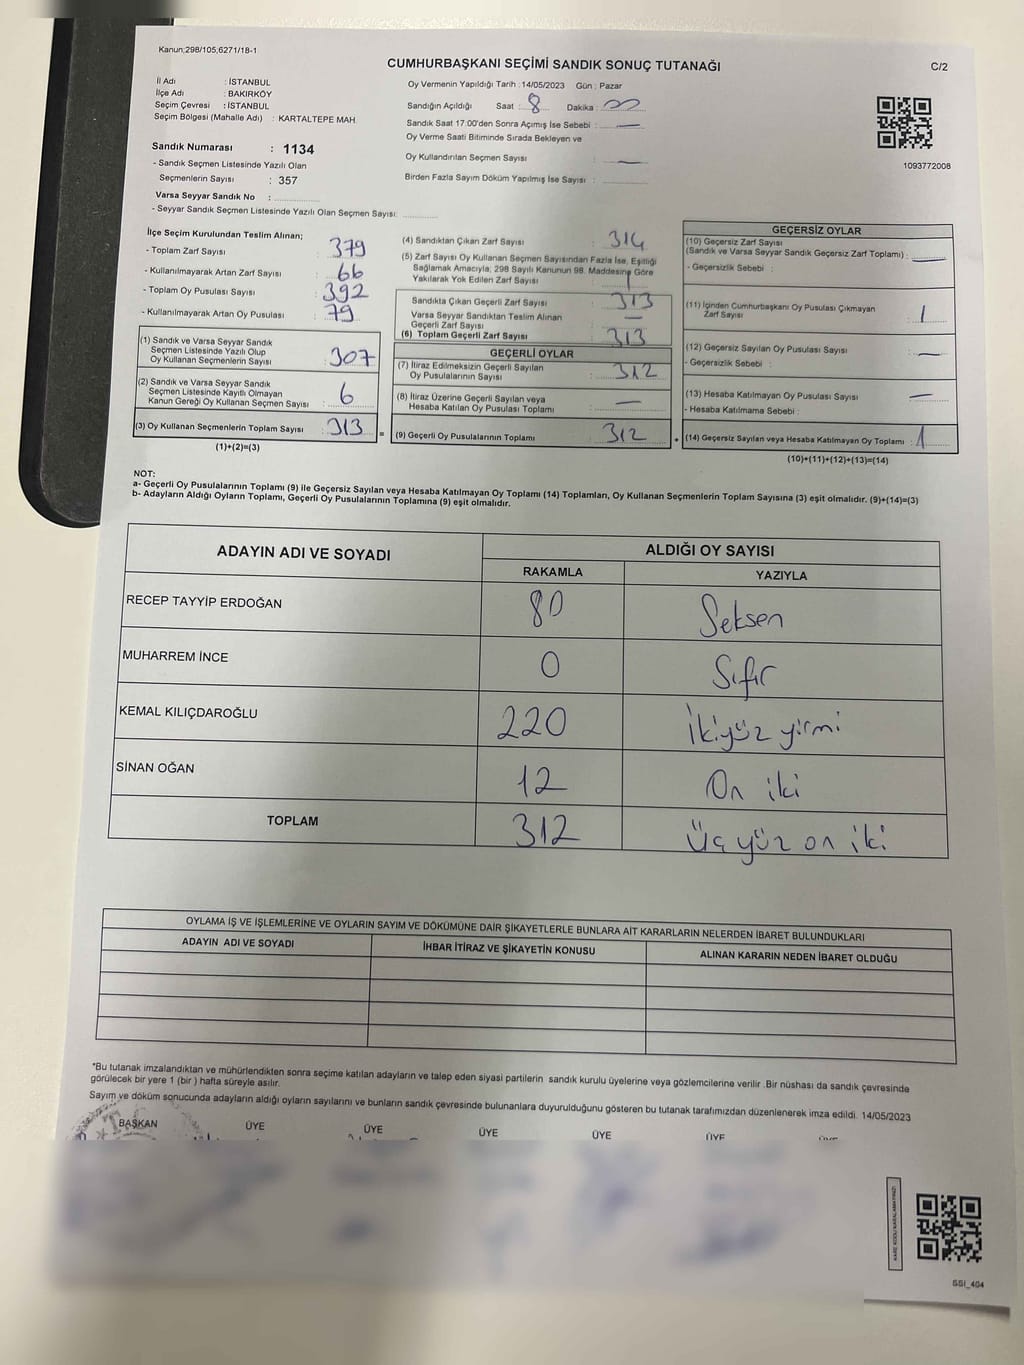 Kanun;298/105,6271/18-1
CUMHURBAŞKANI SEÇİMİ SANDIK SONUÇ TUTANAĞI
C/2
İl Adı : İSTANBUL
İlçe Adı : BAKIRKÖY
Seçim Çevresi : İSTANBUL
Seçim Bölgesi (Mahalle Adı) : KARTALTEPE MAH.
Oy Vermenin Yapıldığı Tarih : 14/05/2023 Gün : Pazar
Sandığın Açıldığı Saat : 8 Dakika : 00
Sandık Saat 17.00'den Sonra Açımış İse Sebebi : —
Oy Verme Saati Bitiminde Sırada Bekleyen ve
Oy Kullandırılan Seçmen Sayısı : —
Birden Fazla Sayım Döküm Yapılmış İse Sayısı :
1093772008
Sandık Numarası : 1134
- Sandık Seçmen Listesinde Yazılı Olan
Seçmenlerin Sayısı : 357
Varsa Seyyar Sandık No :
- Seyyar Sandık Seçmen Listesinde Yazılı Olan Seçmen Sayısı:
İlçe Seçim Kurulundan Teslim Alınan;
- Toplam Zarf Sayısı : 379
- Kullanılmayarak Artan Zarf Sayısı : 66
- Toplam Oy Pusulası Sayısı : 392
- Kullanılmayarak Artan Oy Pusulası : 79
(1) Sandık ve Varsa Seyyar Sandık
Seçmen Listesinde Yazılı Olup
Oy Kullanan Seçmenlerin Sayısı : 307
(2) Sandık ve Varsa Seyyar Sandık
Seçmen Listesinde Kayıtlı Olmayan
Kanun Gereği Oy Kullanan Seçmen Sayısı : 6
(3) Oy Kullanan Seçmenlerin Toplam Sayısı : 313
(1)+(2)=(3)
=
(4) Sandıktan Çıkan Zarf Sayısı : 314
(5) Zarf Sayısı Oy Kullanan Seçmen Sayısından Fazla İse, Eşitliği
Sağlamak Amacıyla, 298 Sayılı Kanunun 98. Maddesine Göre
Yakılarak Yok Edilen Zarf Sayısı : 1
Sandıkta Çıkan Geçerli Zarf Sayısı : 313
Varsa Seyyar Sandıktan Teslim Alınan
Geçerli Zarf Sayısı : —
(6) Toplam Geçerli Zarf Sayısı : 313
GEÇERLİ OYLAR
(7) İtiraz Edilmeksizin Geçerli Sayılan
Oy Pusulalarının Sayısı : 312
(8) İtiraz Üzerine Geçerli Sayılan veya
Hesaba Katılan Oy Pusulası Toplamı : —
(9) Geçerli Oy Pusulalarının Toplamı : 312
+
GEÇERSİZ OYLAR
(10) Geçersiz Zarf Sayısı
(Sandık ve Varsa Seyyar Sandık Geçersiz Zarf Toplamı) : —
- Geçersizlik Sebebi :
(11) İçinden Cumhurbaşkanı Oy Pusulası Çıkmayan
Zarf Sayısı : 1
(12) Geçersiz Sayılan Oy Pusulası Sayısı : —
- Geçersizlik Sebebi :
(13) Hesaba Katılmayan Oy Pusulası Sayısı : —
- Hesaba Katılmama Sebebi :
(14) Geçersiz Sayılan veya Hesaba Katılmayan Oy Toplamı : 1
(10)+(11)+(12)+(13)=(14)
NOT:
a- Geçerli Oy Pusulalarının Toplamı (9) ile Geçersiz Sayılan veya Hesaba Katılmayan Oy Toplamı (14) Toplamları, Oy Kullanan Seçmenlerin Toplam Sayısına (3) eşit olmalıdır. (9)+(14)=(3)
b- Adayların Aldığı Oyların Toplamı, Geçerli Oy Pusulalarının Toplamına (9) eşit olmalıdır.
ADAYIN ADI VE SOYADI ALDIĞI OY SAYISI
RAKAMLA YAZIYLA
RECEP TAYYİP ERDOĞAN 80 Seksen
MUHARREM İNCE 0 Sıfır
KEMAL KILIÇDAROĞLU 220 İkiyüz yirmi
SİNAN OĞAN 12 On iki
TOPLAM 312 Üç yüz on iki
OYLAMA İŞ VE İŞLEMLERİNE VE OYLARIN SAYIM VE DÖKÜMÜNE DAİR ŞİKAYETLERLE BUNLARA AİT KARARLARIN NELERDEN İBARET BULUNDUKLARI
ADAYIN ADI VE SOYADI İHBAR İTİRAZ VE ŞİKAYETİN KONUSU ALINAN KARARIN NEDEN İBARET OLDUĞU
*Bu tutanak imzalandıktan ve mühürlendikten sonra seçime katılan adayların ve talep eden siyasi partilerin sandık kurulu üyelerine veya gözlemcilerine verilir .Bir nüshası da sandık çevresinde
görülecek bir yere 1 (bir ) hafta süreyle asılır.
Sayım ve döküm sonucunda adayların aldığı oyların sayılarını ve bunların sandık çevresinde bulunanlara duyurulduğunu gösteren bu tutanak tarafımızdan düzenlenerek imza edildi. 14/05/2023
BAŞKAN ÜYE ÜYE ÜYE ÜYE ÜYE
SSI_404